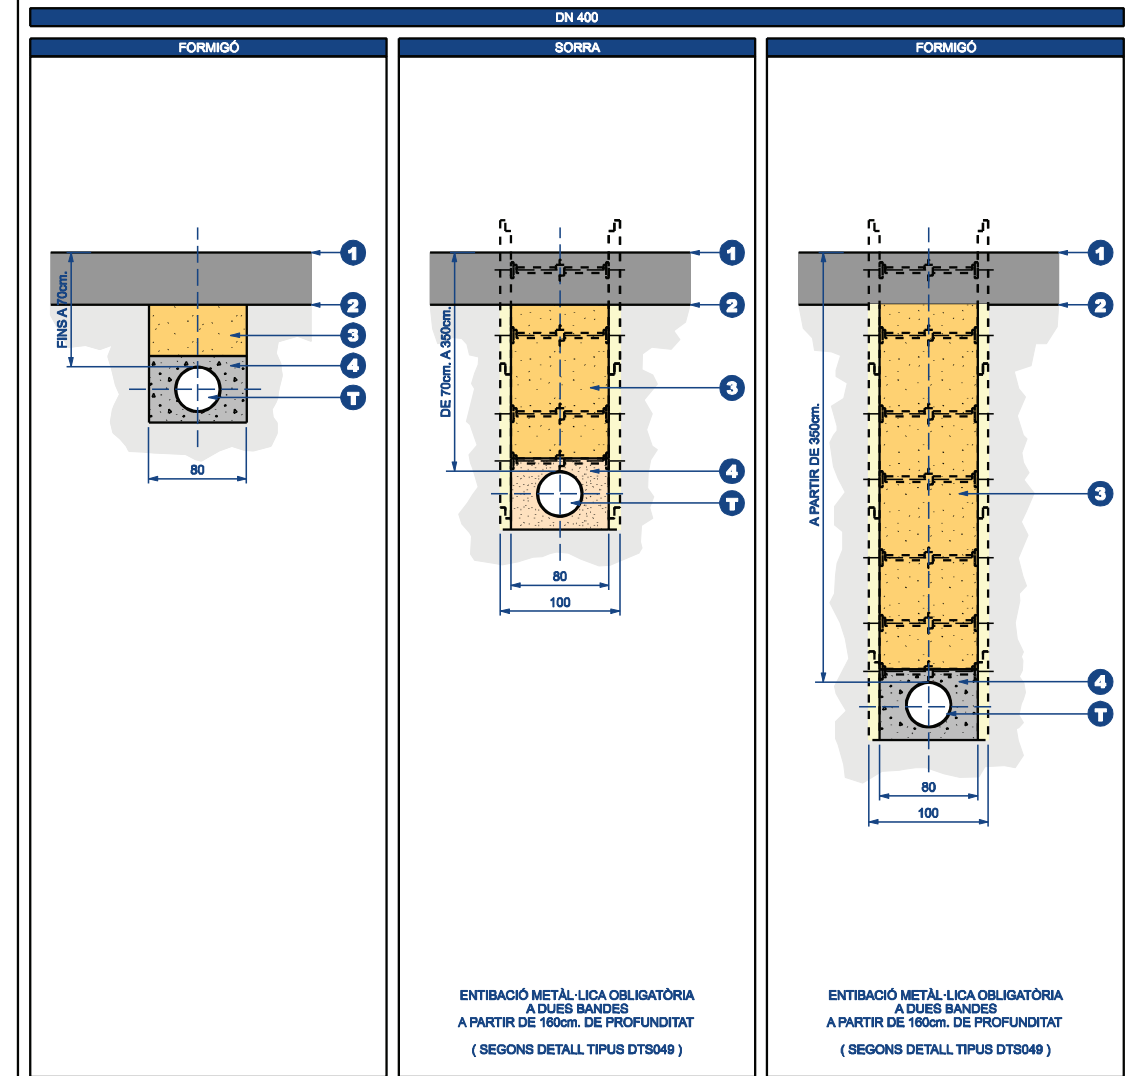 DN 400
FORMIGÓ
1
2
3
4
T
FINS A 70cm.
80
SORRA
1
2
3
4
T
DE 70cm. A 350cm.
80
100
ENTIBACIÓ METÀL·LICA OBLIGATÒRIA
A DUES BANDES
A PARTIR DE 160cm. DE PROFUNDITAT
( SEGONS DETALL TIPUS DTS049 )
FORMIGÓ
1
2
3
4
T
A PARTIR DE 350cm.
80
100
ENTIBACIÓ METÀL·LICA OBLIGATÒRIA
A DUES BANDES
A PARTIR DE 160cm. DE PROFUNDITAT
( SEGONS DETALL TIPUS DTS049 )